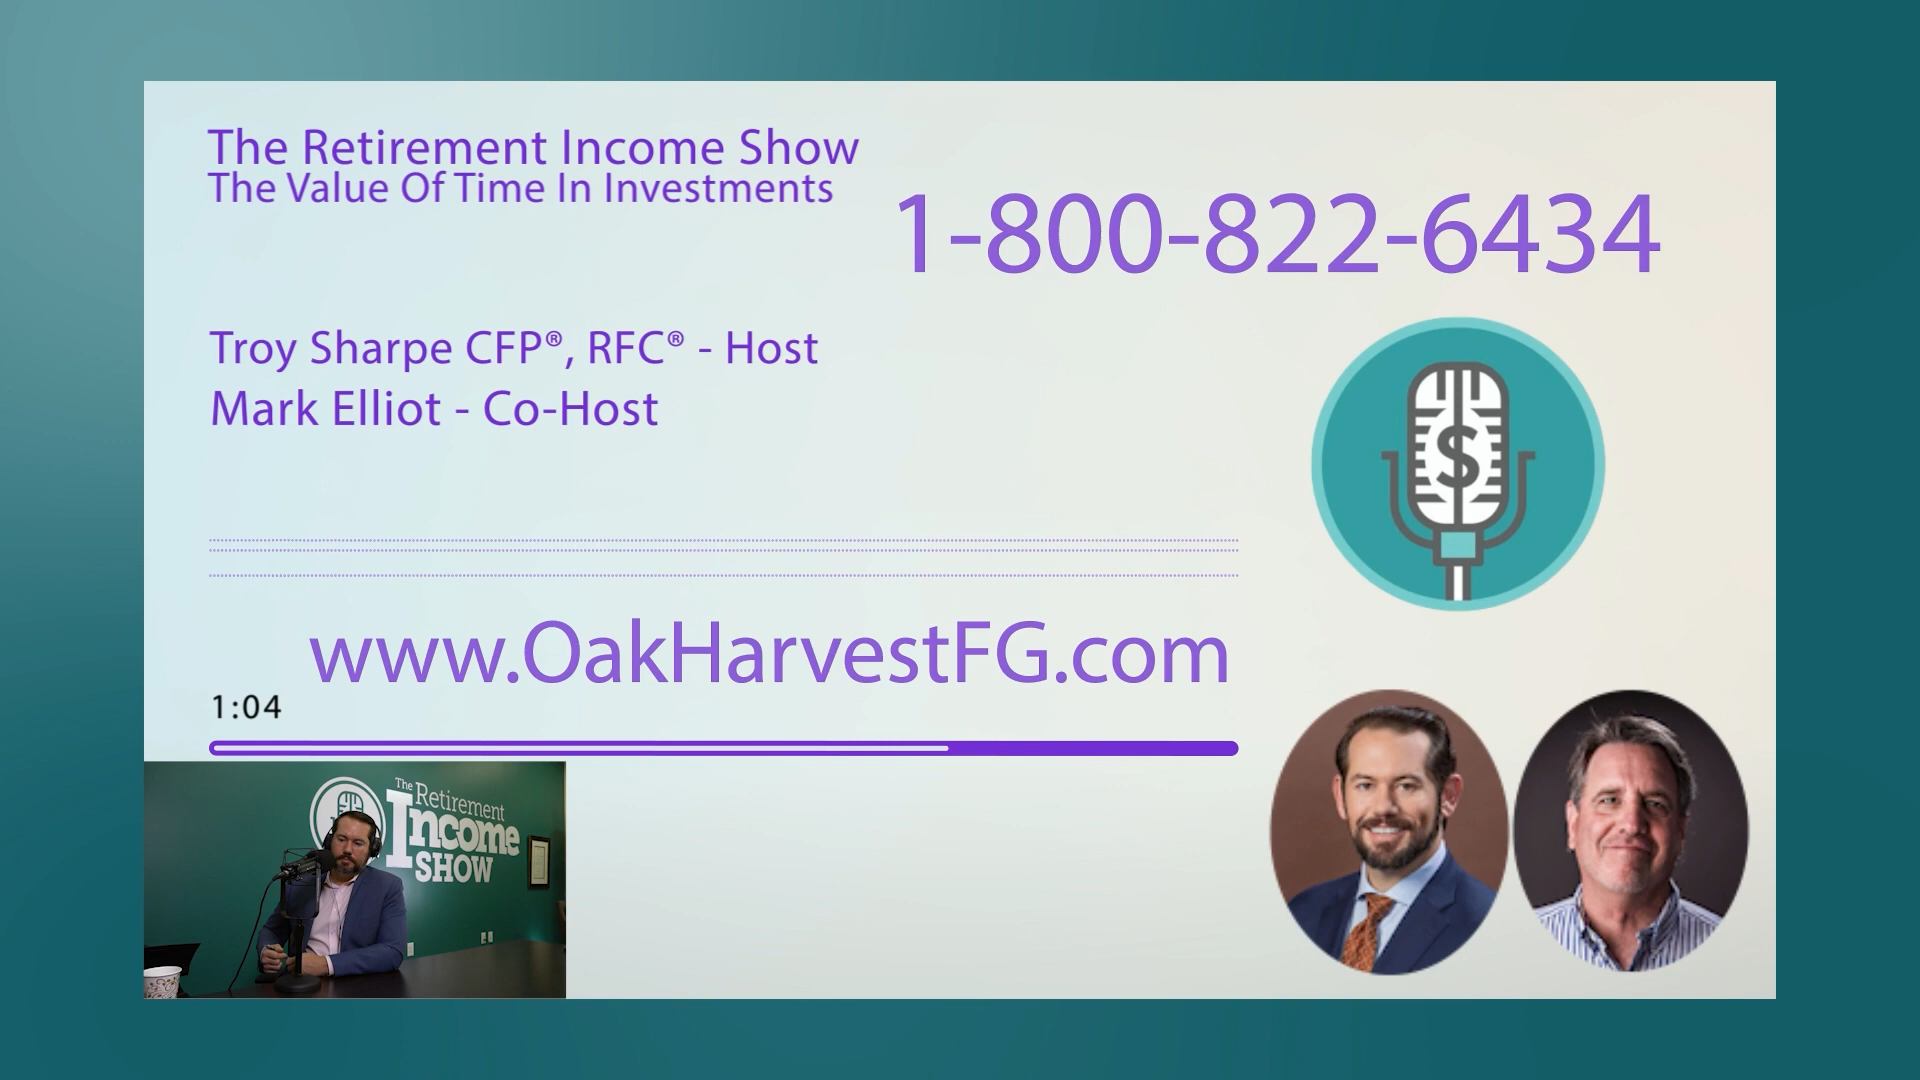 The Retirement Income Show
The Value Of Time In Investments
1-800-822-6434
Troy Sharpe CFP®, RFC® - Host
Mark Elliot - Co-Host
$
www.OakHarvestFG.com
1:04
The Retirement
Income
SHOW